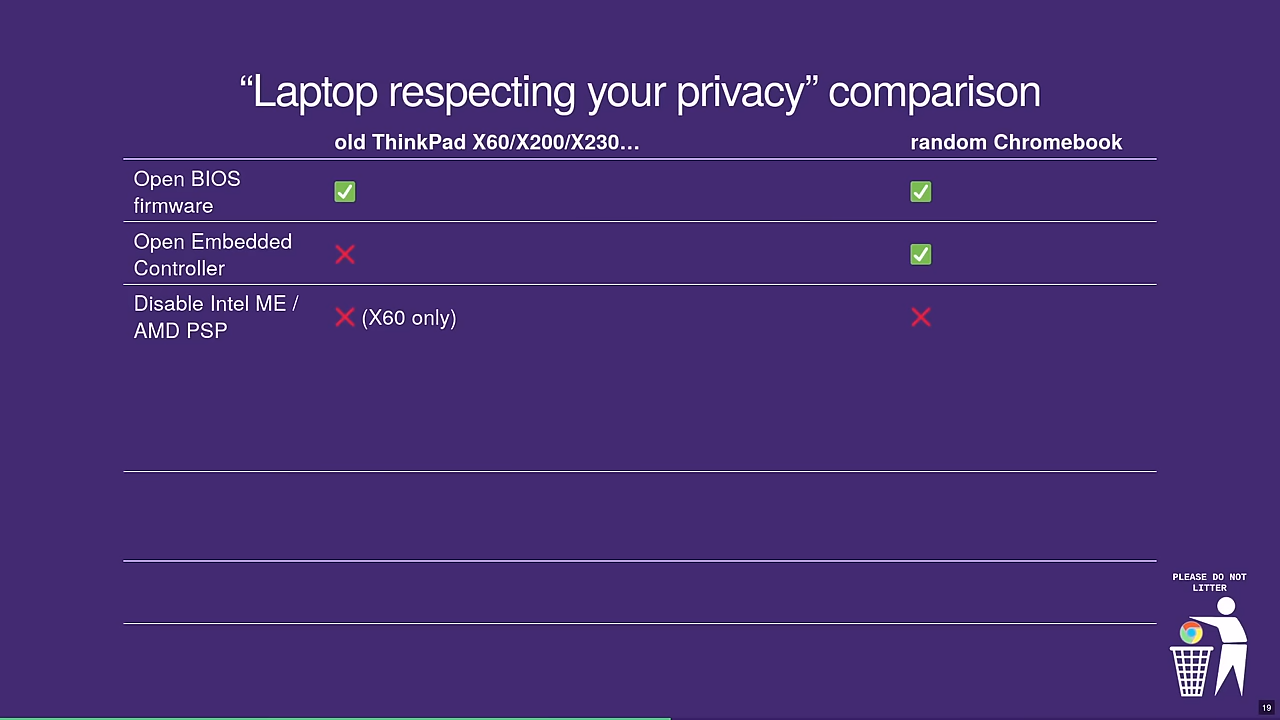 “Laptop respecting your privacy” comparison
old ThinkPad X60/X200/X230… random Chromebook
Open BIOS
firmware
✅ ✅
Open Embedded
Controller
❌ ✅
Disable Intel ME /
AMD PSP
❌ (X60 only) ❌
PLEASE DO NOT
LITTER
19